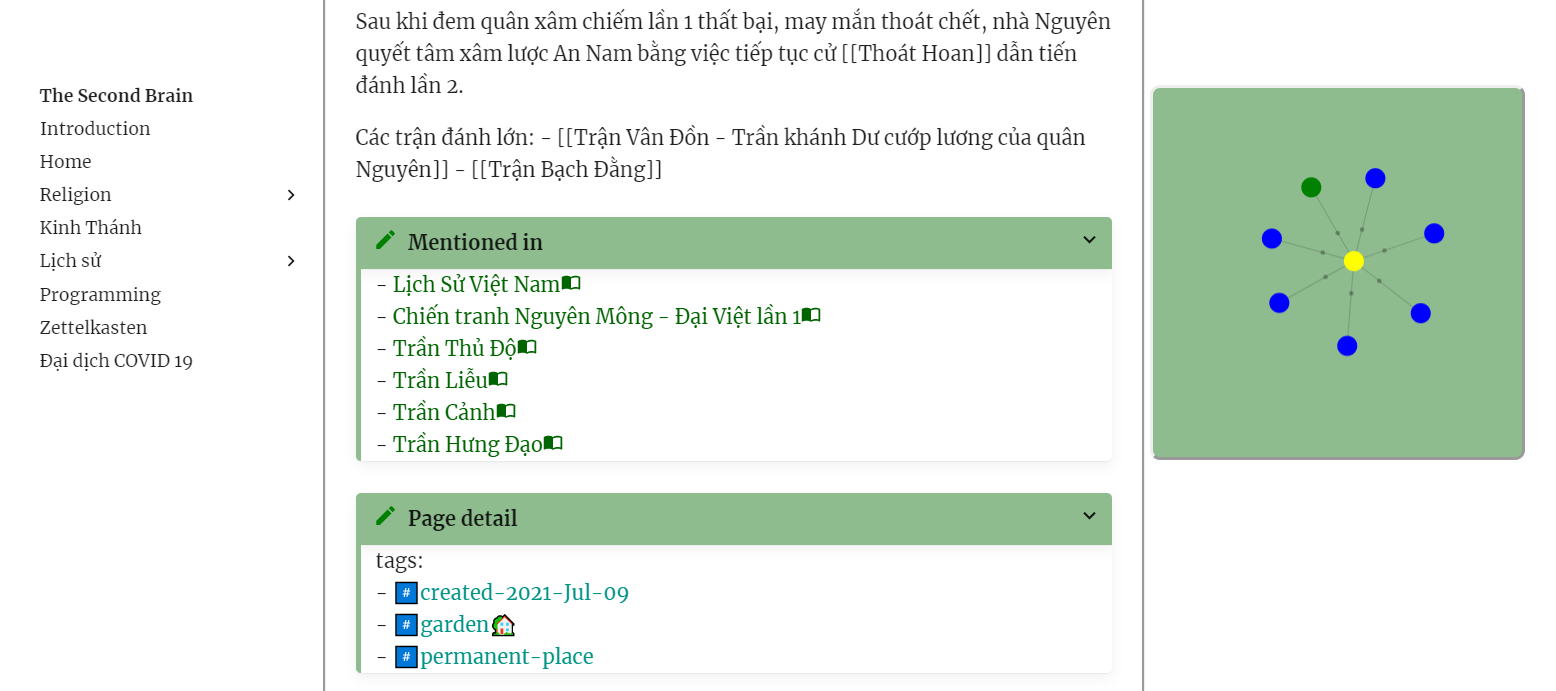 The Second Brain
Introduction
Home
Religion
Kinh Thánh
Lịch sử
Programming
Zettelkasten
Đại dịch COVID 19
Sau khi đem quân xâm chiếm lần 1 thất bại, may mắn thoát chết, nhà Nguyên
quyết tâm xâm lược An Nam bằng việc tiếp tục cử [[Thoát Hoan]] dẫn tiến
đánh lần 2.
Các trận đánh lớn: - [[Trận Vân Đồn - Trần khánh Dư cướp lương của quân
Nguyên]] - [[Trận Bạch Đằng]]
Mentioned in
- Lịch Sử Việt Nam
- Chiến tranh Nguyên Mông - Đại Việt lần 1
- Trần Thủ Độ
- Trần Liễu
- Trần Cảnh
- Trần Hưng Đạo
Page detail
tags:
- #created-2021-Jul-09
- #garden
- #permanent-place